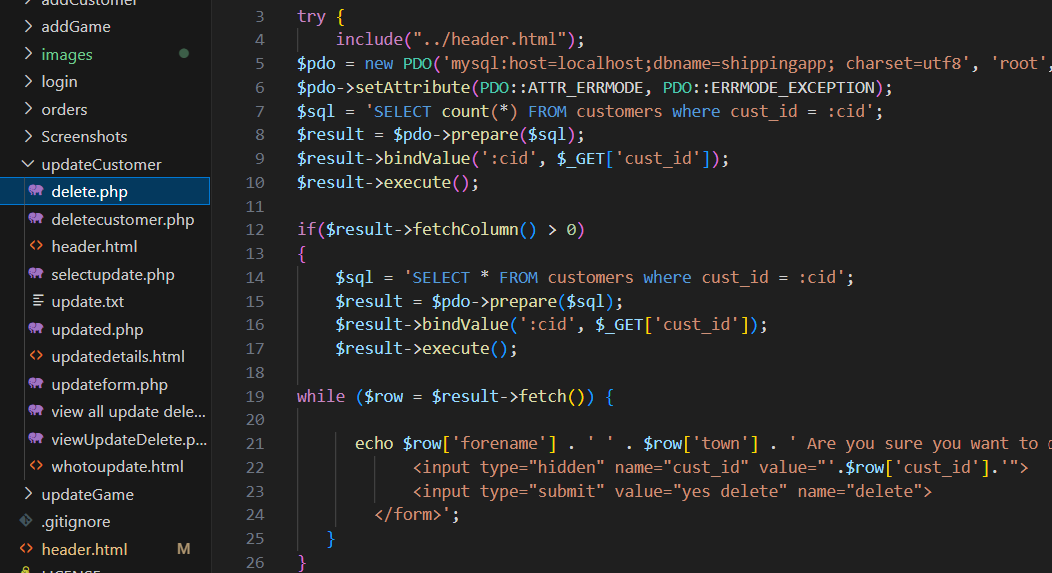 addCustomer
addGame
images
login
orders
Screenshots
updateCustomer
delete.php
deletecustomer.php
header.html
selectupdate.php
update.txt
updated.php
updatedetails.html
updateform.php
view all update dele...
viewUpdateDelete.p...
whotoupdate.html
updateGame
.gitignore
header.html M
LICENSE
3 try {
4 include("../header.html");
5 $pdo = new PDO('mysql:host=localhost;dbname=shippingapp; charset=utf8', 'root',
6 $pdo->setAttribute(PDO::ATTR_ERRMODE, PDO::ERRMODE_EXCEPTION);
7 $sql = 'SELECT count(*) FROM customers where cust_id = :cid';
8 $result = $pdo->prepare($sql);
9 $result->bindValue(':cid', $_GET['cust_id']);
10 $result->execute();
11
12 if($result->fetchColumn() > 0)
13 {
14 $sql = 'SELECT * FROM customers where cust_id = :cid';
15 $result = $pdo->prepare($sql);
16 $result->bindValue(':cid', $_GET['cust_id']);
17 $result->execute();
18
19 while ($row = $result->fetch()) {
20
21 echo $row['forename'] . ' ' . $row['town'] . ' Are you sure you want to
22 <input type="hidden" name="cust_id" value="'.$row['cust_id'].'">
23 <input type="submit" value="yes delete" name="delete">
24 </form>';
25 }
26 }